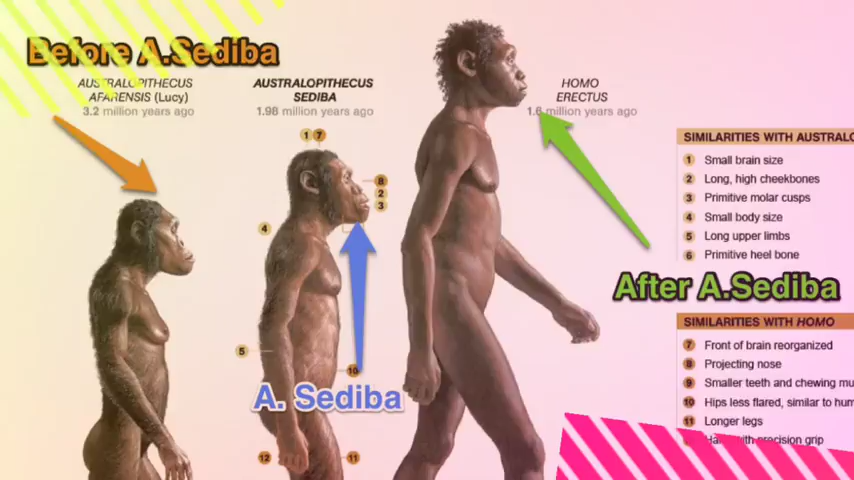 Before A.Sediba
AUSTRALOPITHECUS
AFARENSIS (Lucy)
3.2 million years ago
AUSTRALOPITHECUS
SEDIBA
1.98 million years ago
HOMO
ERECTUS
1.6 million years ago
1 7
8
2
3
4
5
10
12
11
A. Sediba
After A.Sediba
SIMILARITIES WITH AUSTRALO
1 Small brain size
2 Long, high cheekbones
3 Primitive molar cusps
4 Small body size
5 Long upper limbs
6 Primitive heel bone
SIMILARITIES WITH HOMO
7 Front of brain reorganized
8 Projecting nose
9 Smaller teeth and chewing mu
10 Hips less flared, similar to hum
11 Longer legs
with precision grip